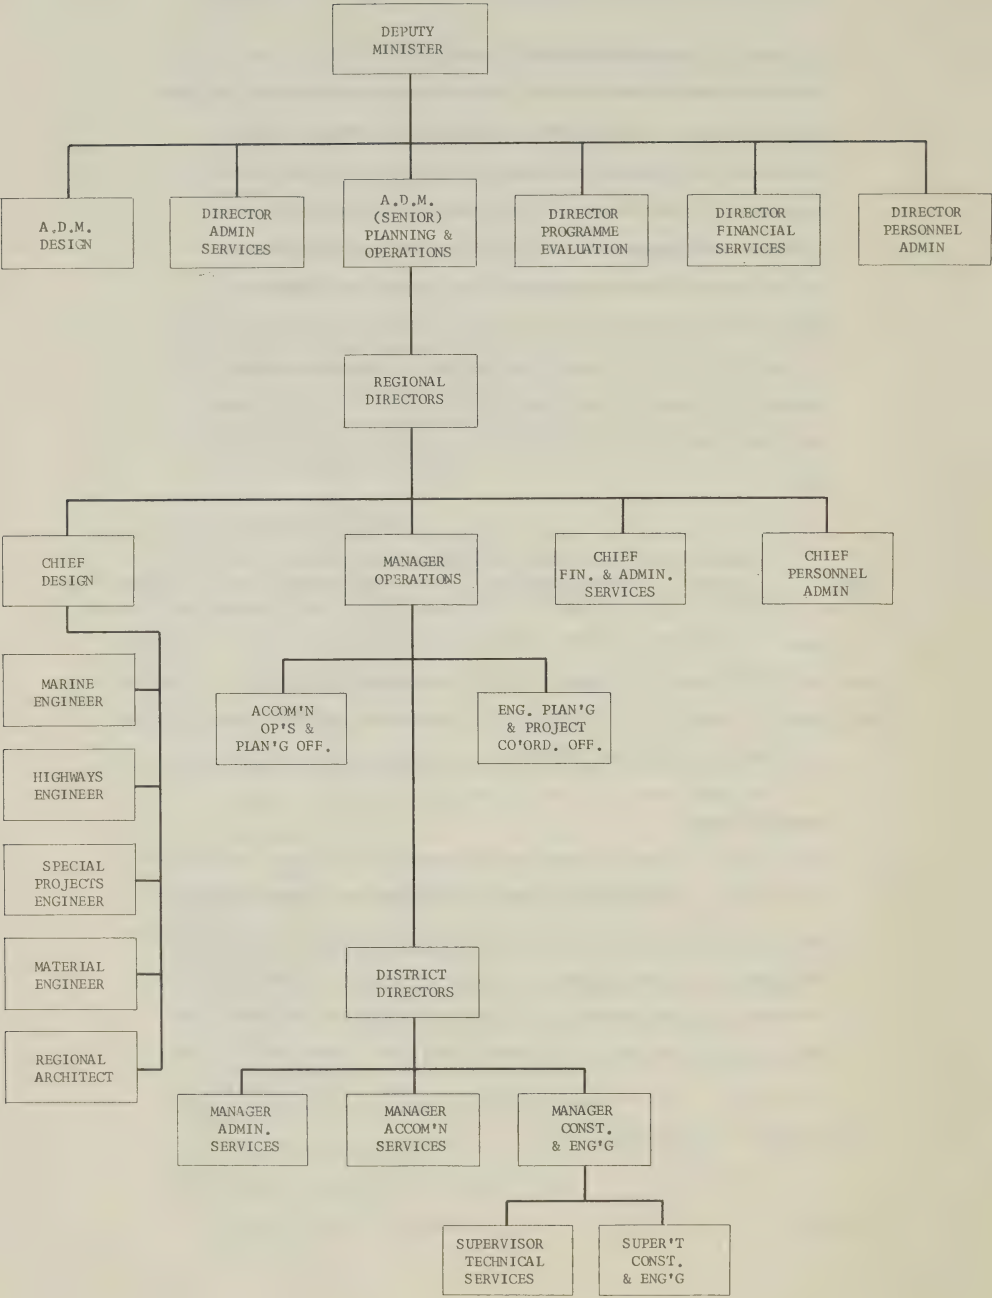 DEPUTY
MINISTER
A.D.M.
DESIGN
DIRECTOR
ADMIN
SERVICES
A.D.M.
(SENIOR)
PLANNING &
OPERATIONS
DIRECTOR
PROGRAMME
EVALUATION
DIRECTOR
FINANCIAL
SERVICES
DIRECTOR
PERSONNEL
ADMIN
REGIONAL
DIRECTORS
CHIEF
DESIGN
MANAGER
OPERATIONS
CHIEF
FIN. & ADMIN.
SERVICES
CHIEF
PERSONNEL
ADMIN
MARINE
ENGINEER
HIGHWAYS
ENGINEER
SPECIAL
PROJECTS
ENGINEER
MATERIAL
ENGINEER
REGIONAL
ARCHITECT
ACCOM'N
OP'S &
PLAN'G OFF.
ENG. PLAN'G
& PROJECT
CO'ORD. OFF.
DISTRICT
DIRECTORS
MANAGER
ADMIN.
SERVICES
MANAGER
ACCOM'N
SERVICES
MANAGER
CONST.
& ENG'G
SUPERVISOR
TECHNICAL
SERVICES
SUPER'T
CONST.
& ENG'G